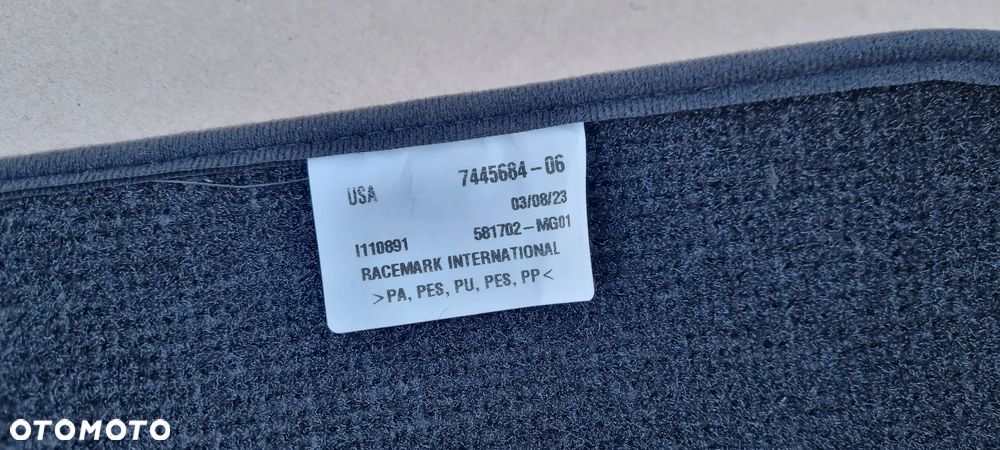 USA 7445684-06
03/08/23
I110891 581702-MG01
RACEMARK INTERNATIONAL
>PA, PES, PU, PES, PP<
OTOMOTO